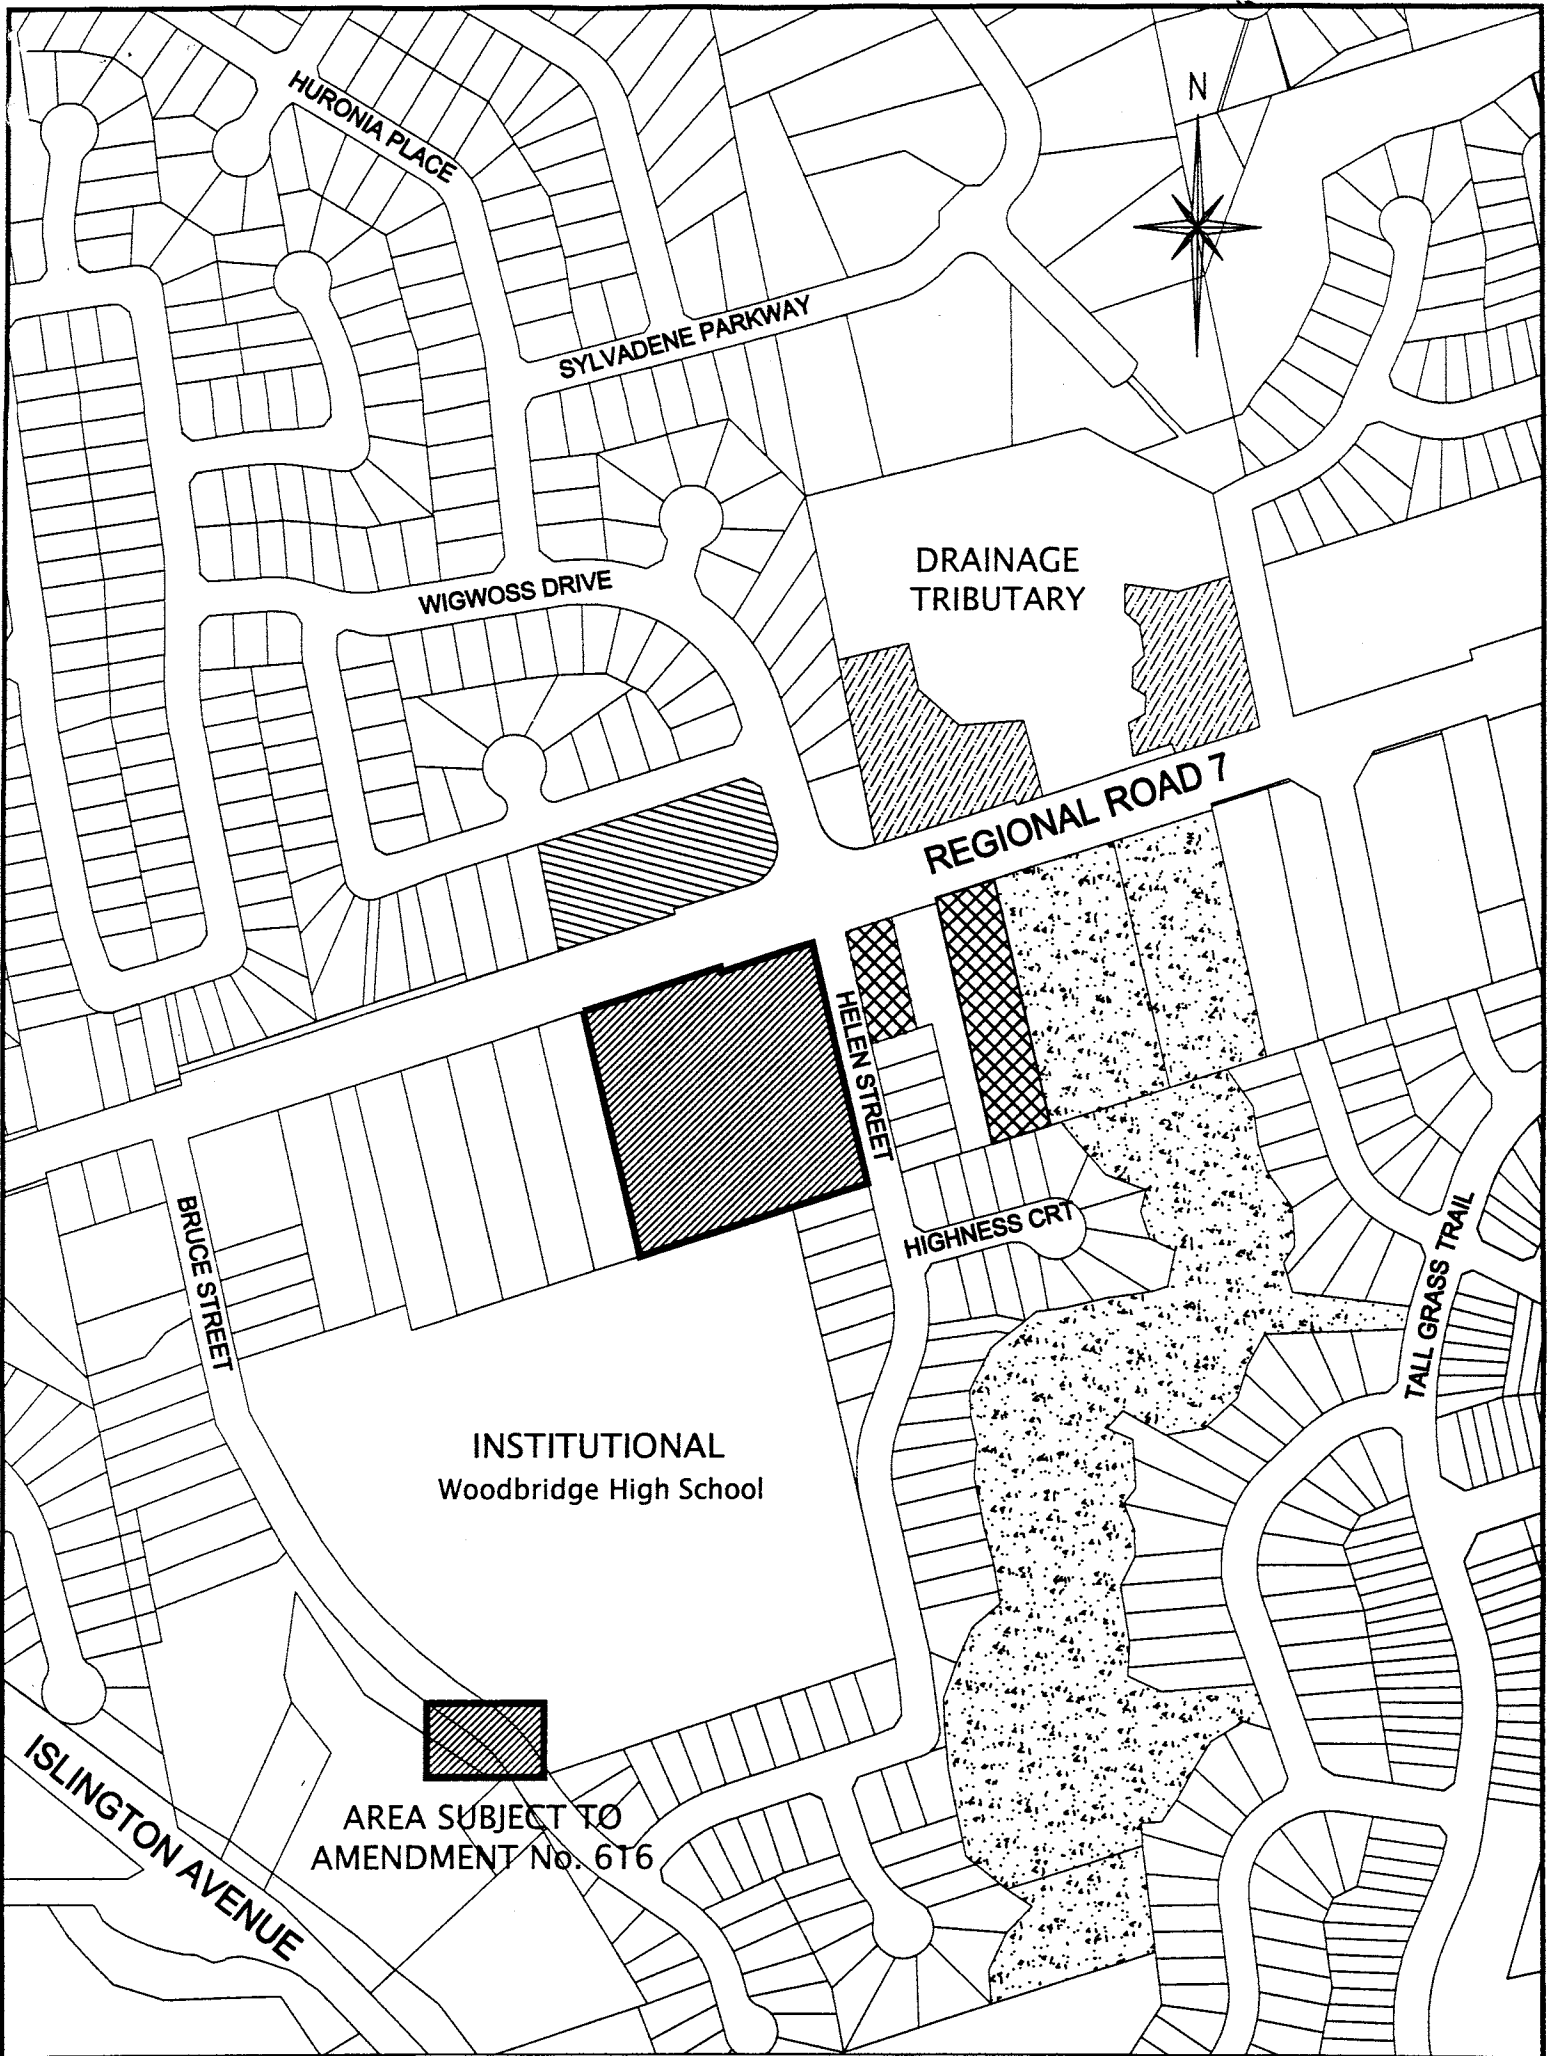 N
HURONIA PLACE
SYLVADENE PARKWAY
DRAINAGE
TRIBUTARY
WIGWOSS DRIVE
REGIONAL ROAD 7
HELEN STREET
BRUCE STREET
HIGHNESS CRT
TALL GRASS TRAIL
INSTITUTIONAL
Woodbridge High School
ISLINGTON AVENUE
AREA SUBJECT TO
AMENDMENT No. 616